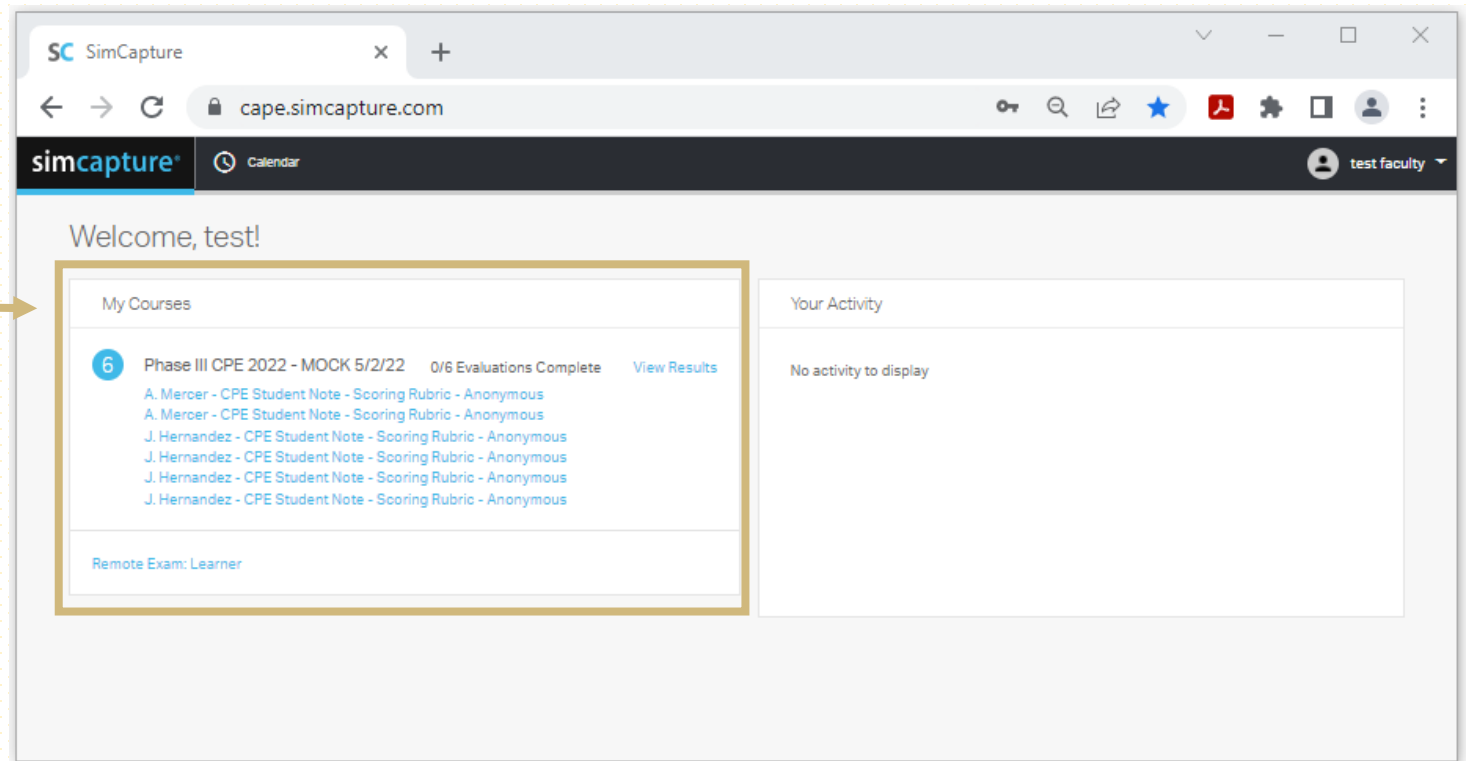 SC SimCapture
cape.simcapture.com
simcapture® Calendar test faculty
Welcome, test!
My Courses
6 Phase III CPE 2022 - MOCK 5/2/22 0/6 Evaluations Complete View Results
A. Mercer - CPE Student Note - Scoring Rubric - Anonymous
A. Mercer - CPE Student Note - Scoring Rubric - Anonymous
J. Hernandez - CPE Student Note - Scoring Rubric - Anonymous
J. Hernandez - CPE Student Note - Scoring Rubric - Anonymous
J. Hernandez - CPE Student Note - Scoring Rubric - Anonymous
J. Hernandez - CPE Student Note - Scoring Rubric - Anonymous
Remote Exam: Learner
Your Activity
No activity to display